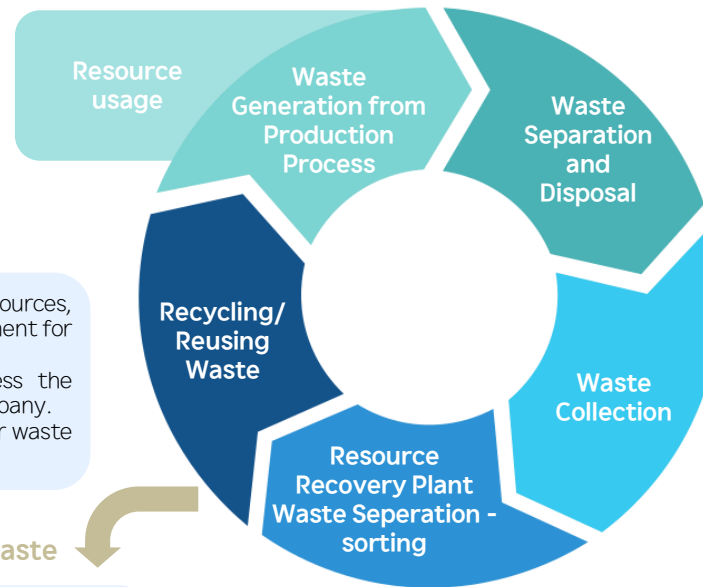 Resource
usage
Waste
Generation from
Production
Process
Waste
Separation
and
Disposal
Recycling/
Reusing
Waste
Waste
Collection
Resource
Recovery Plant
Waste Seperation -
sorting
ources,
nent for
ess the
pany.
r waste
aste